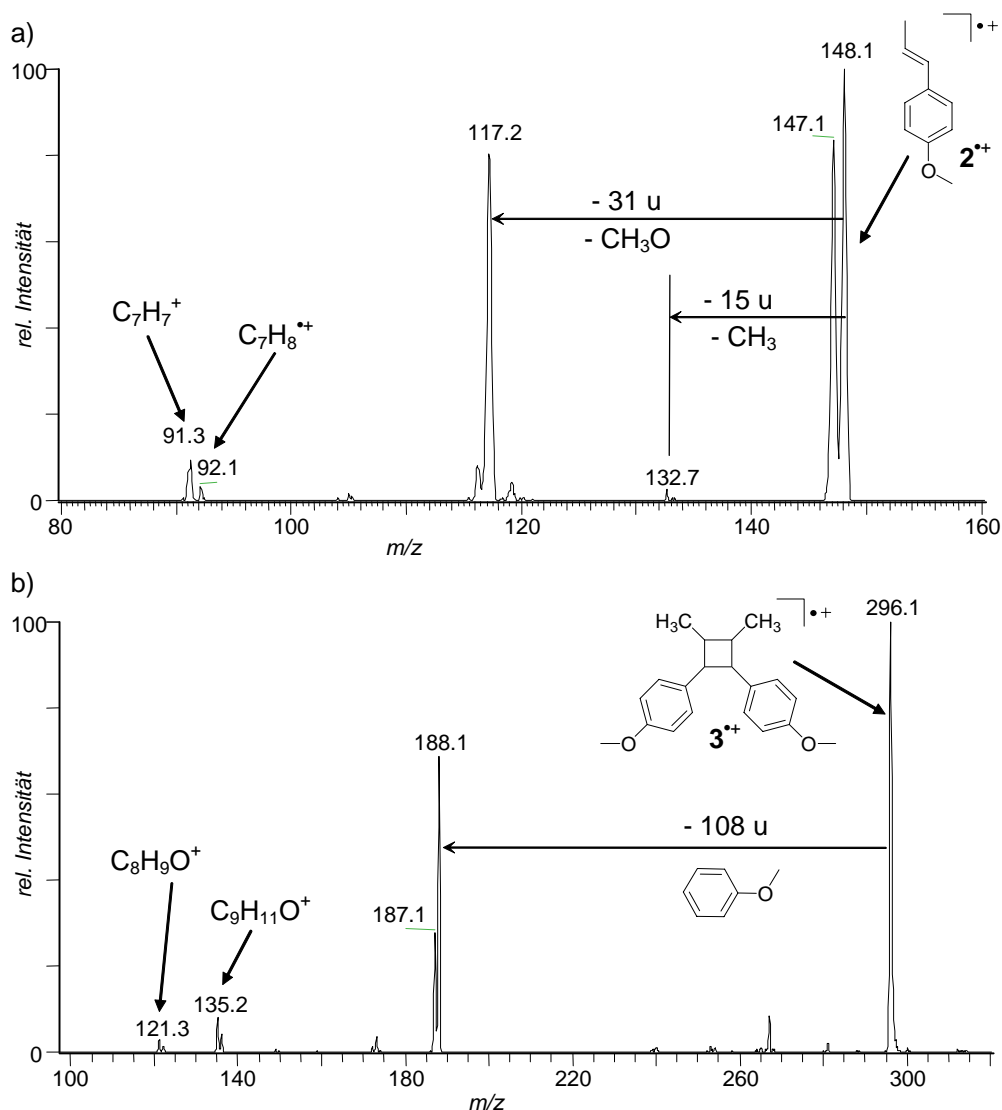 a)
148.1
100
147.1
117.2
2•+
O
- 31 u
- CH₃O
rel. Intensität
C₇H₇⁺
C₇H₈•⁺
- 15 u
- CH₃
91.3
92.1
132.7
0
80 100 120 140 160
m/z
b)
•+
296.1
100
H₃C CH₃
3•+
O O
188.1
- 108 u
rel. Intensität
C₈H₉O⁺
C₉H₁₁O⁺
O
187.1
135.2
121.3
0
100 140 180 220 260 300
m/z